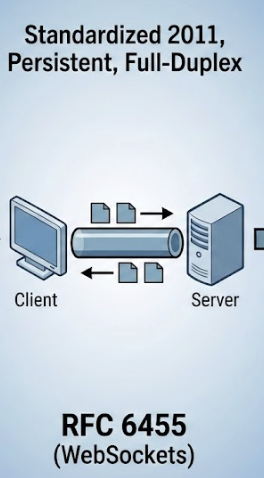 Standardized 2011,
Persistent, Full-Duplex
Client
Server
RFC 6455
(WebSockets)